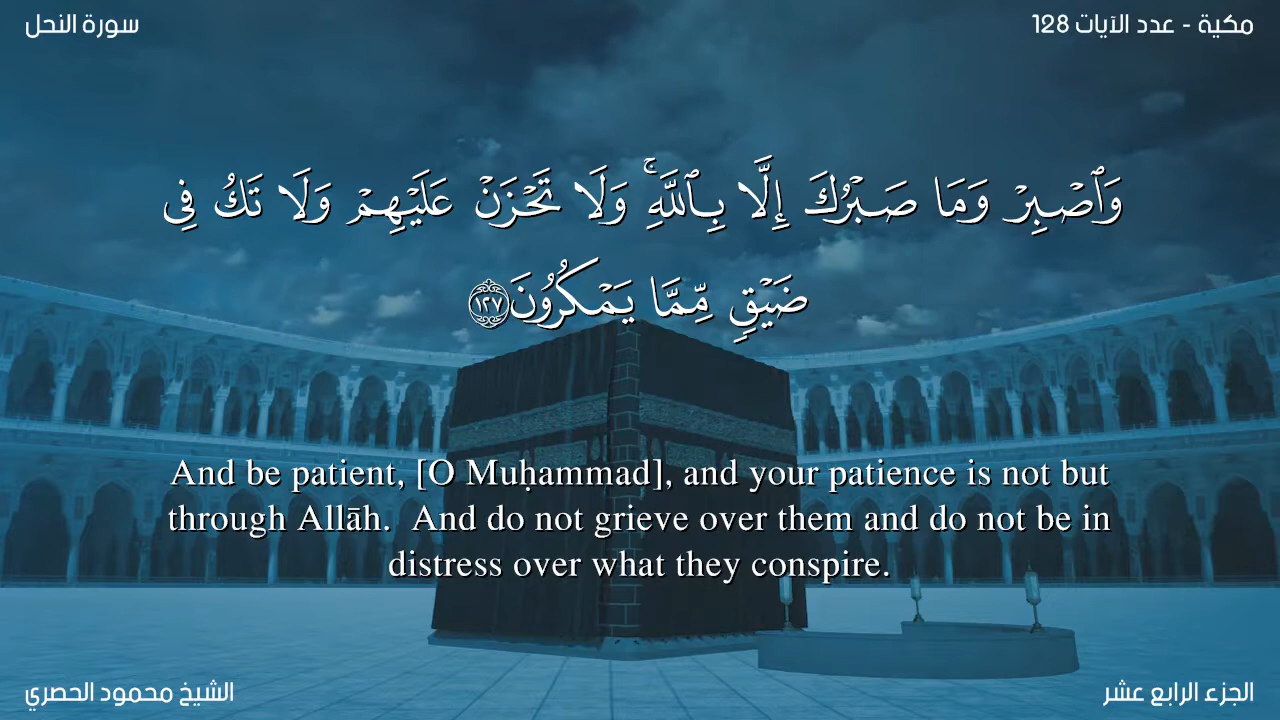 سورة النحل
مكية - عدد الآيات 128
وَٱصْبِرْ وَمَا صَبْرُكَ إِلَّا بِٱللَّهِۚ وَلَا تَحْزَنْ عَلَيْهِمْ وَلَا تَكُ فِى
ضَيْقٍ مِّمَّا يَمْكُرُونَ ١٢٧
And be patient, [O Muḥammad], and your patience is not but
through Allāh.  And do not grieve over them and do not be in
distress over what they conspire.
الشيخ محمود الحصري
الجزء الرابع عشر